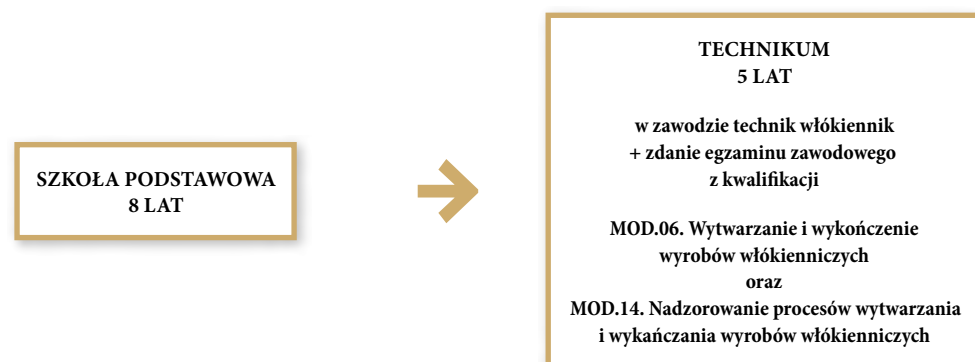 SZKOŁA PODSTAWOWA
8 LAT
TECHNIKUM
5 LAT
w zawodzie technik włókiennik
+ zdanie egzaminu zawodowego
z kwalifikacji
MOD.06. Wytwarzanie i wykończenie
wyrobów włókienniczych
oraz
MOD.14. Nadzorowanie procesów wytwarzania
i wykańczania wyrobów włókienniczych